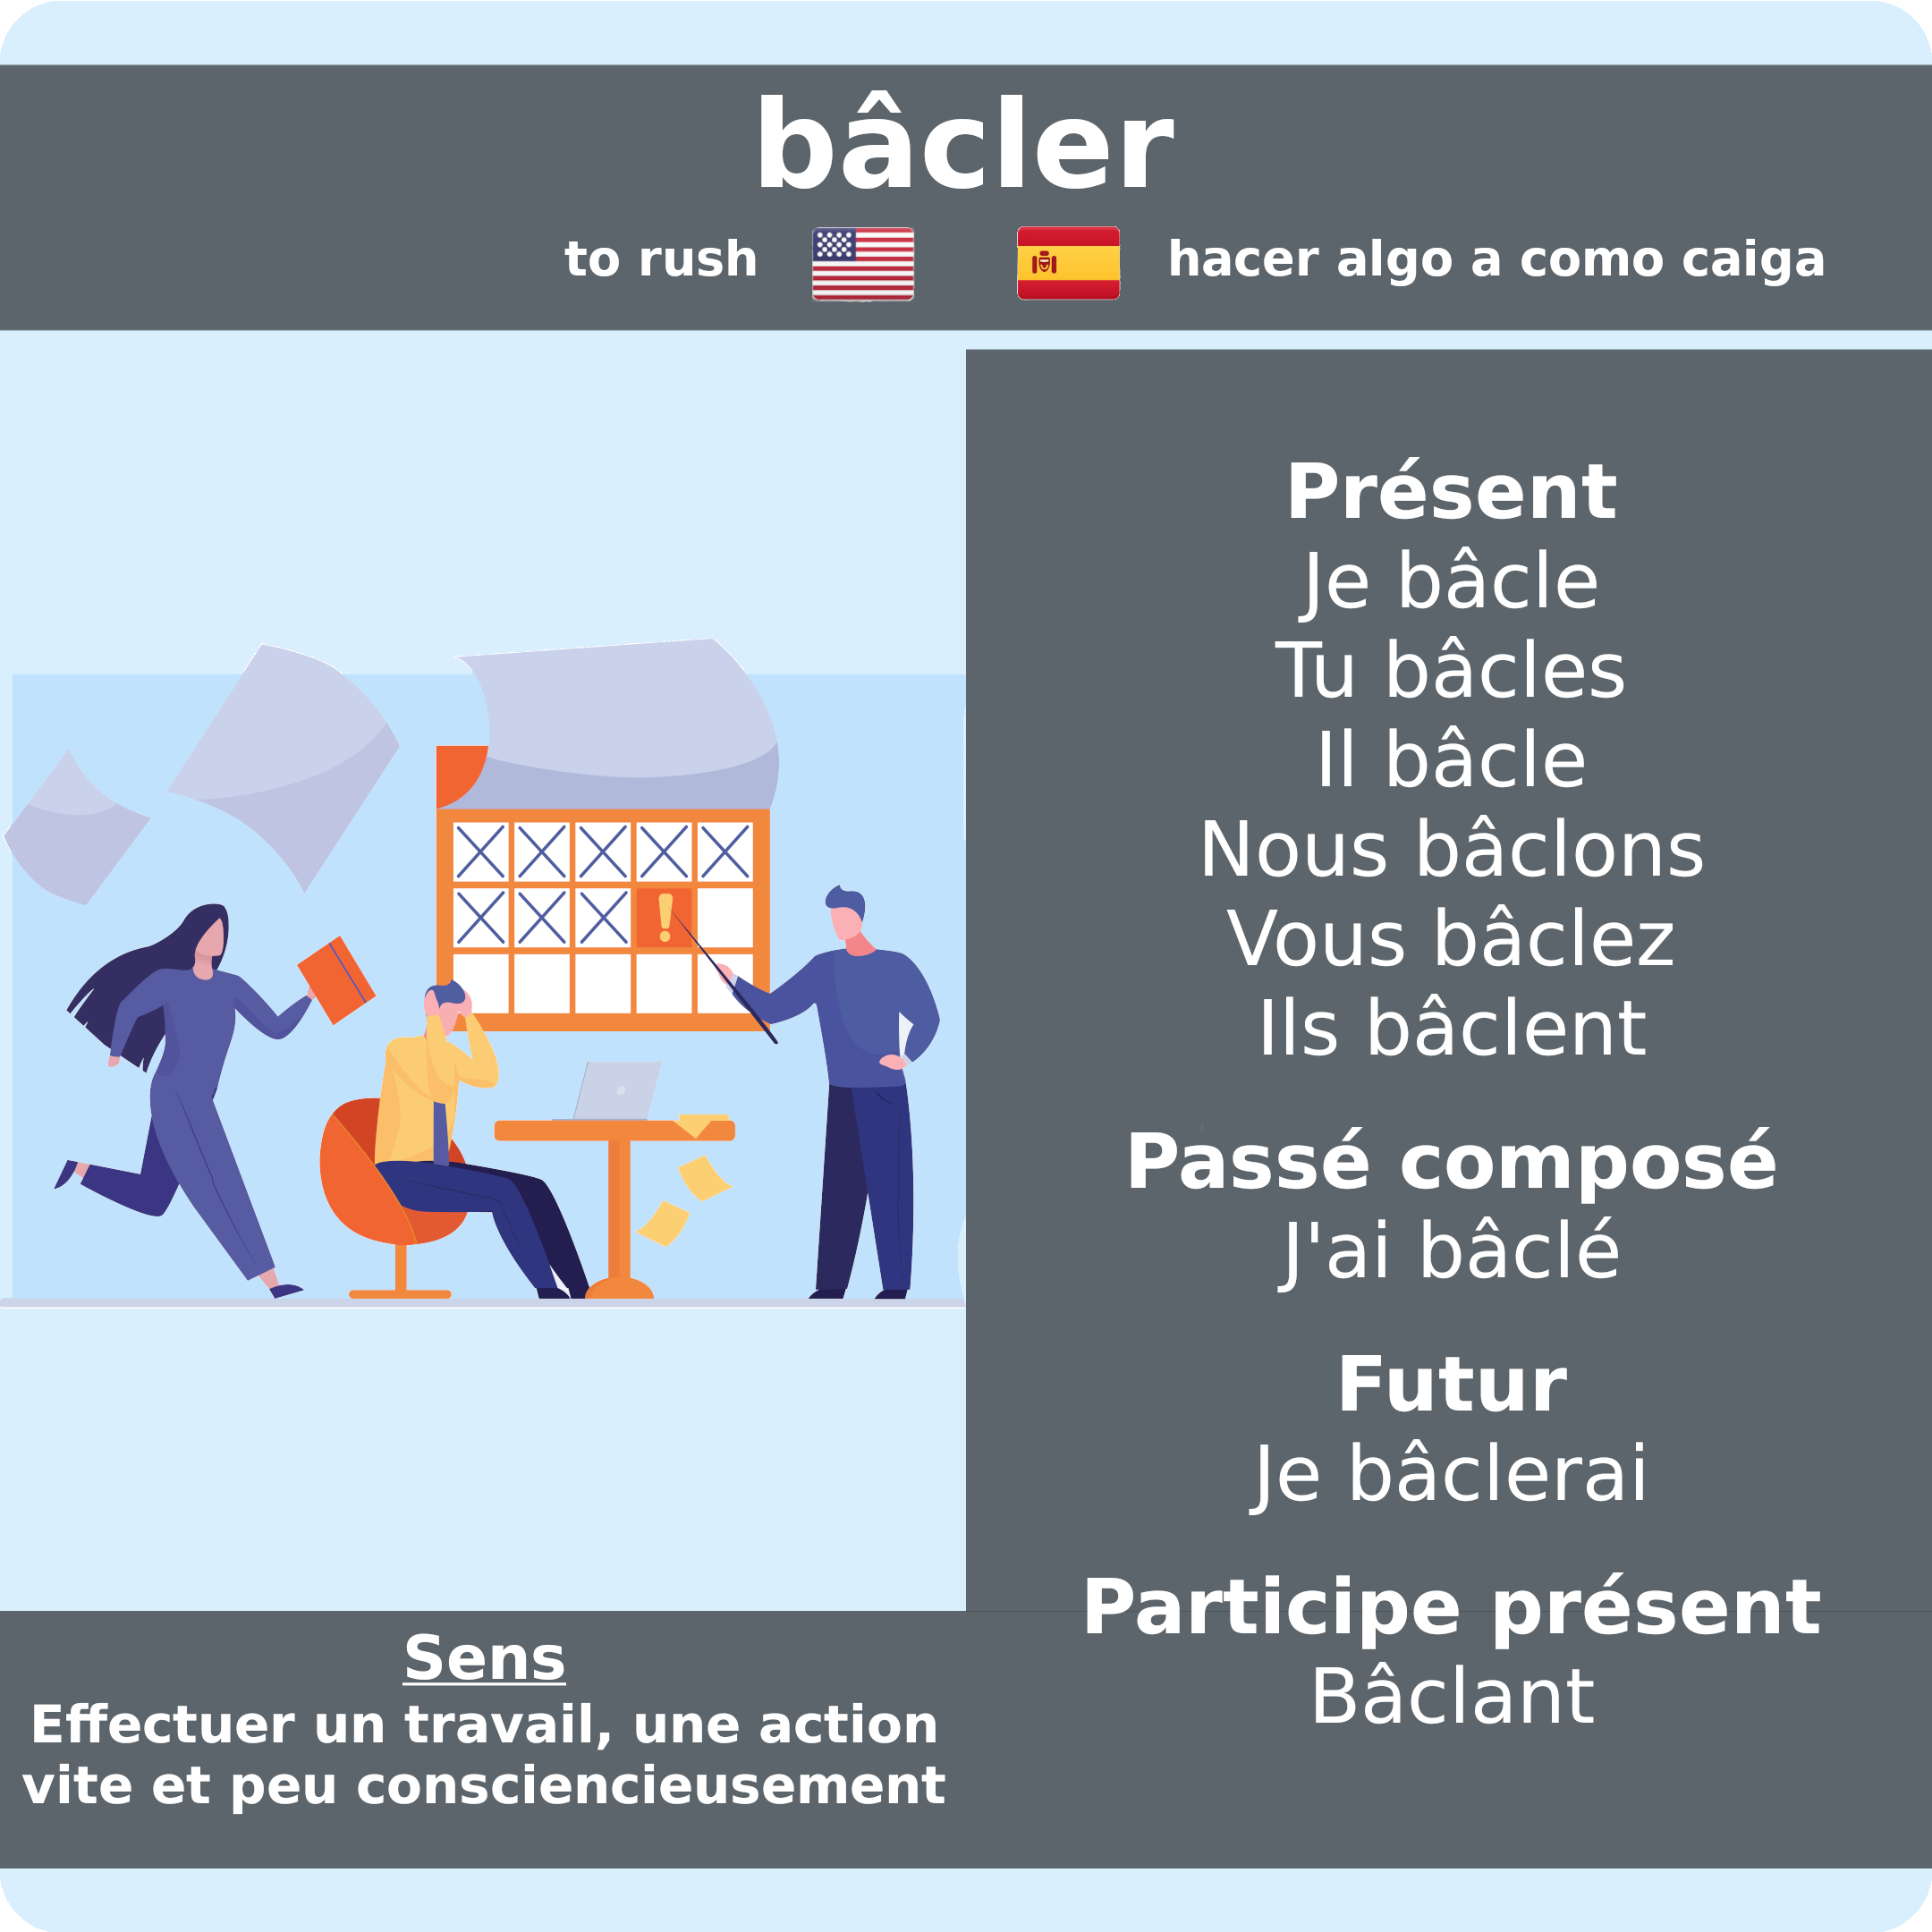 bâcler
to rush
hacer algo a como caiga
Présent
Je bâcle
Tu bâcles
Il bâcle
Nous bâclons
Vous bâclez
Ils bâclent
Passé composé
J'ai bâclé
Futur
Je bâclerai
Participe présent
Bâclant
Sens
Effectuer un travail, une action
vite et peu consciencieusement